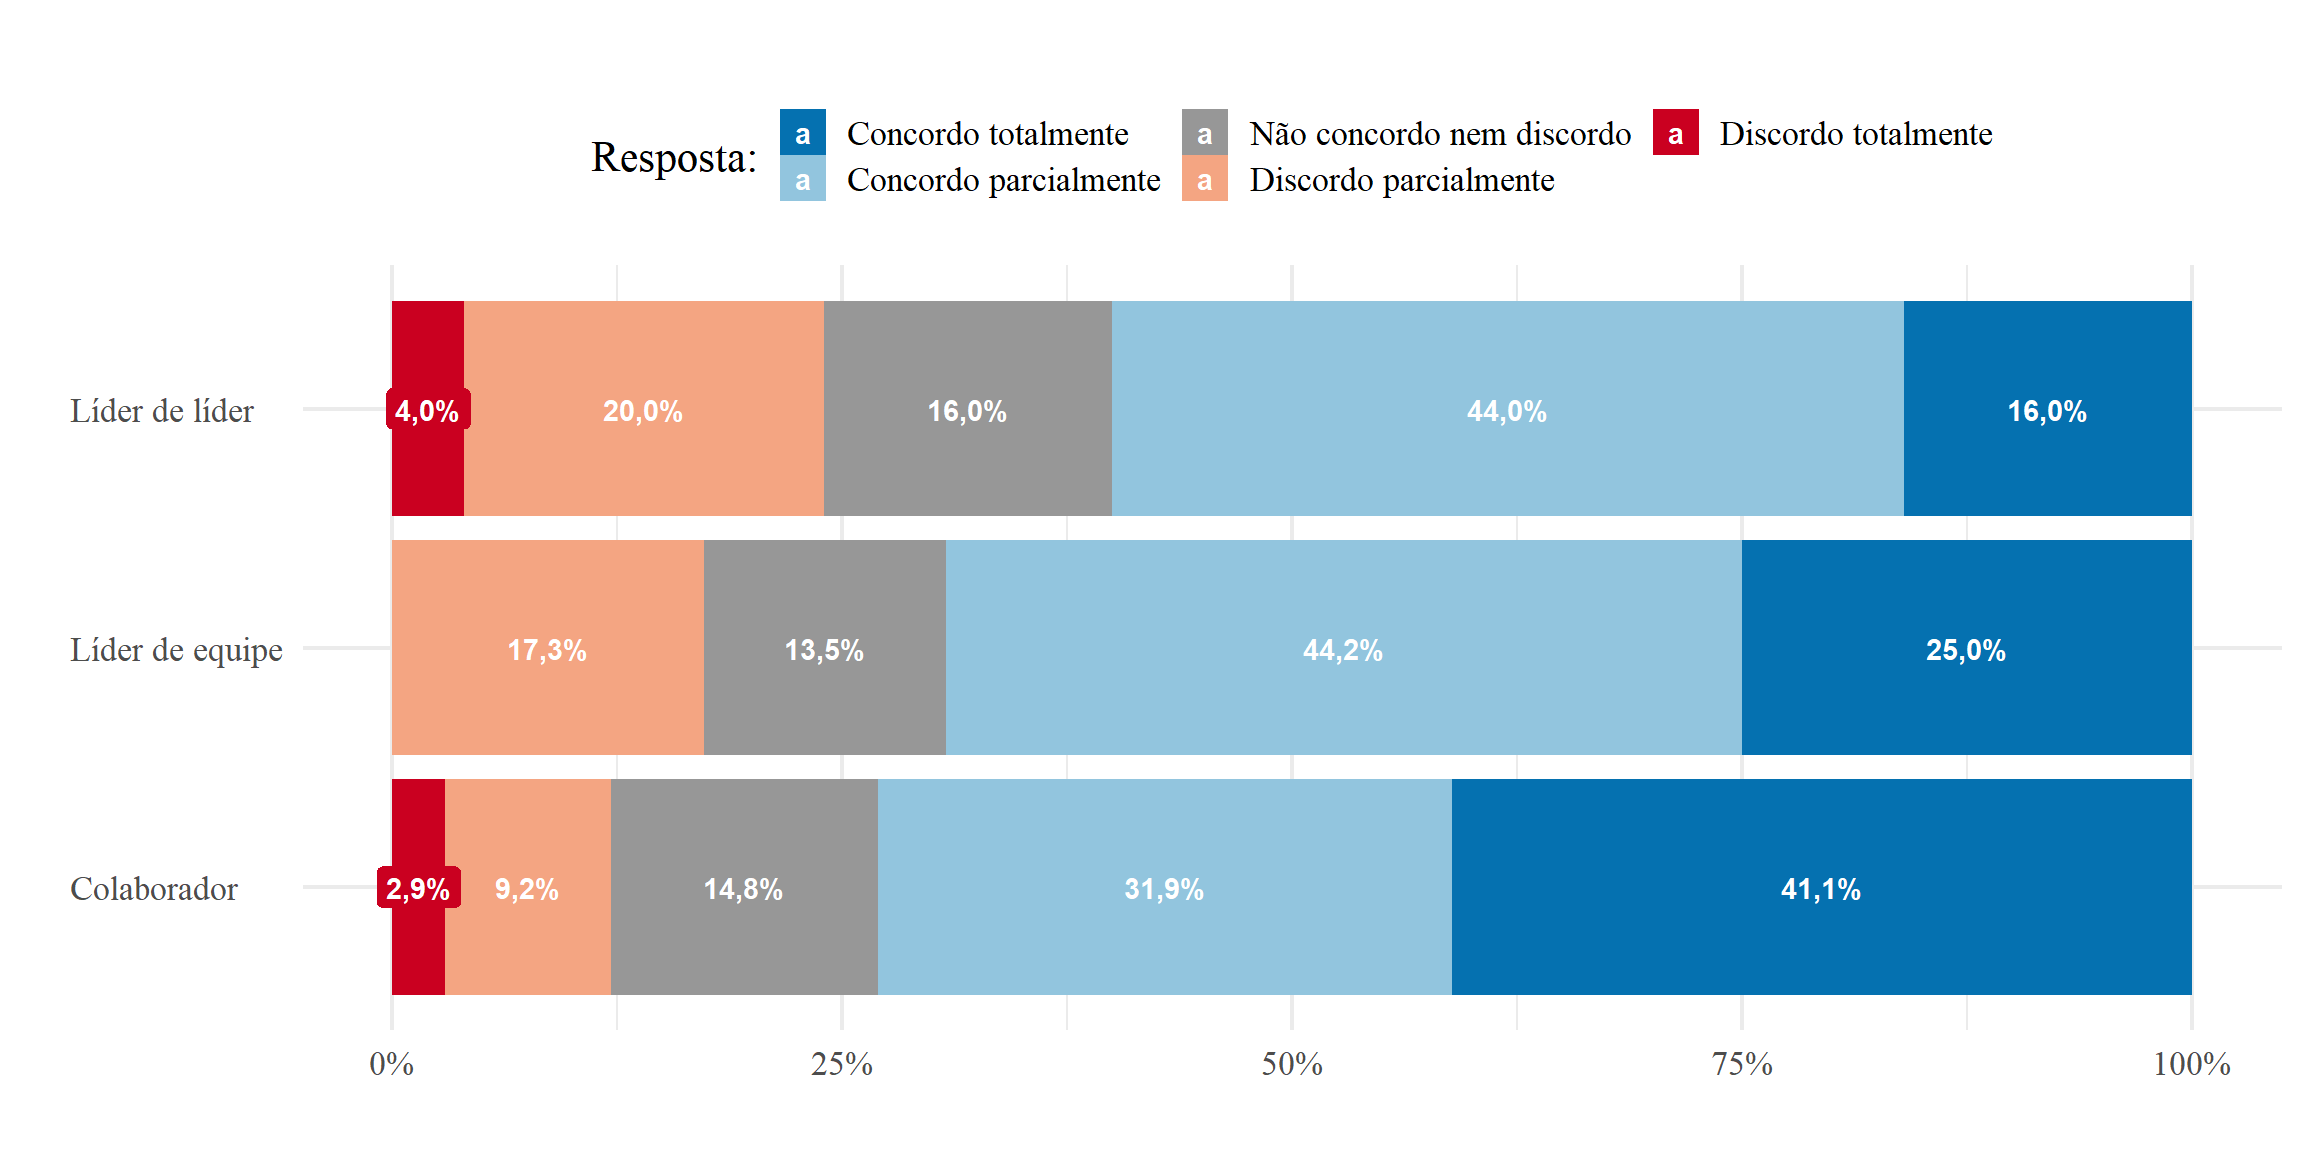 Resposta:
a Concordo totalmente a Não concordo nem discordo a Discordo totalmente
a Concordo parcialmente a Discordo parcialmente
Líder de líder 4,0% 20,0% 16,0% 44,0% 16,0%
Líder de equipe 17,3% 13,5% 44,2% 25,0%
Colaborador 2,9% 9,2% 14,8% 31,9% 41,1%
0% 25% 50% 75% 100%